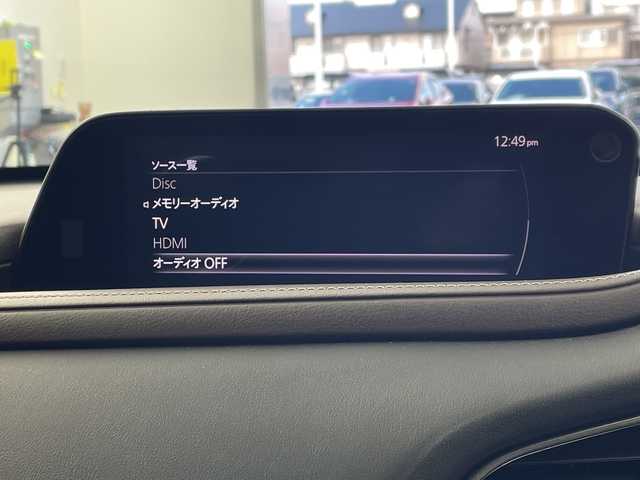 12:49pm
ソース一覧
Disc
メモリーオーディオ
TV
HDMI
オーディオ OFF